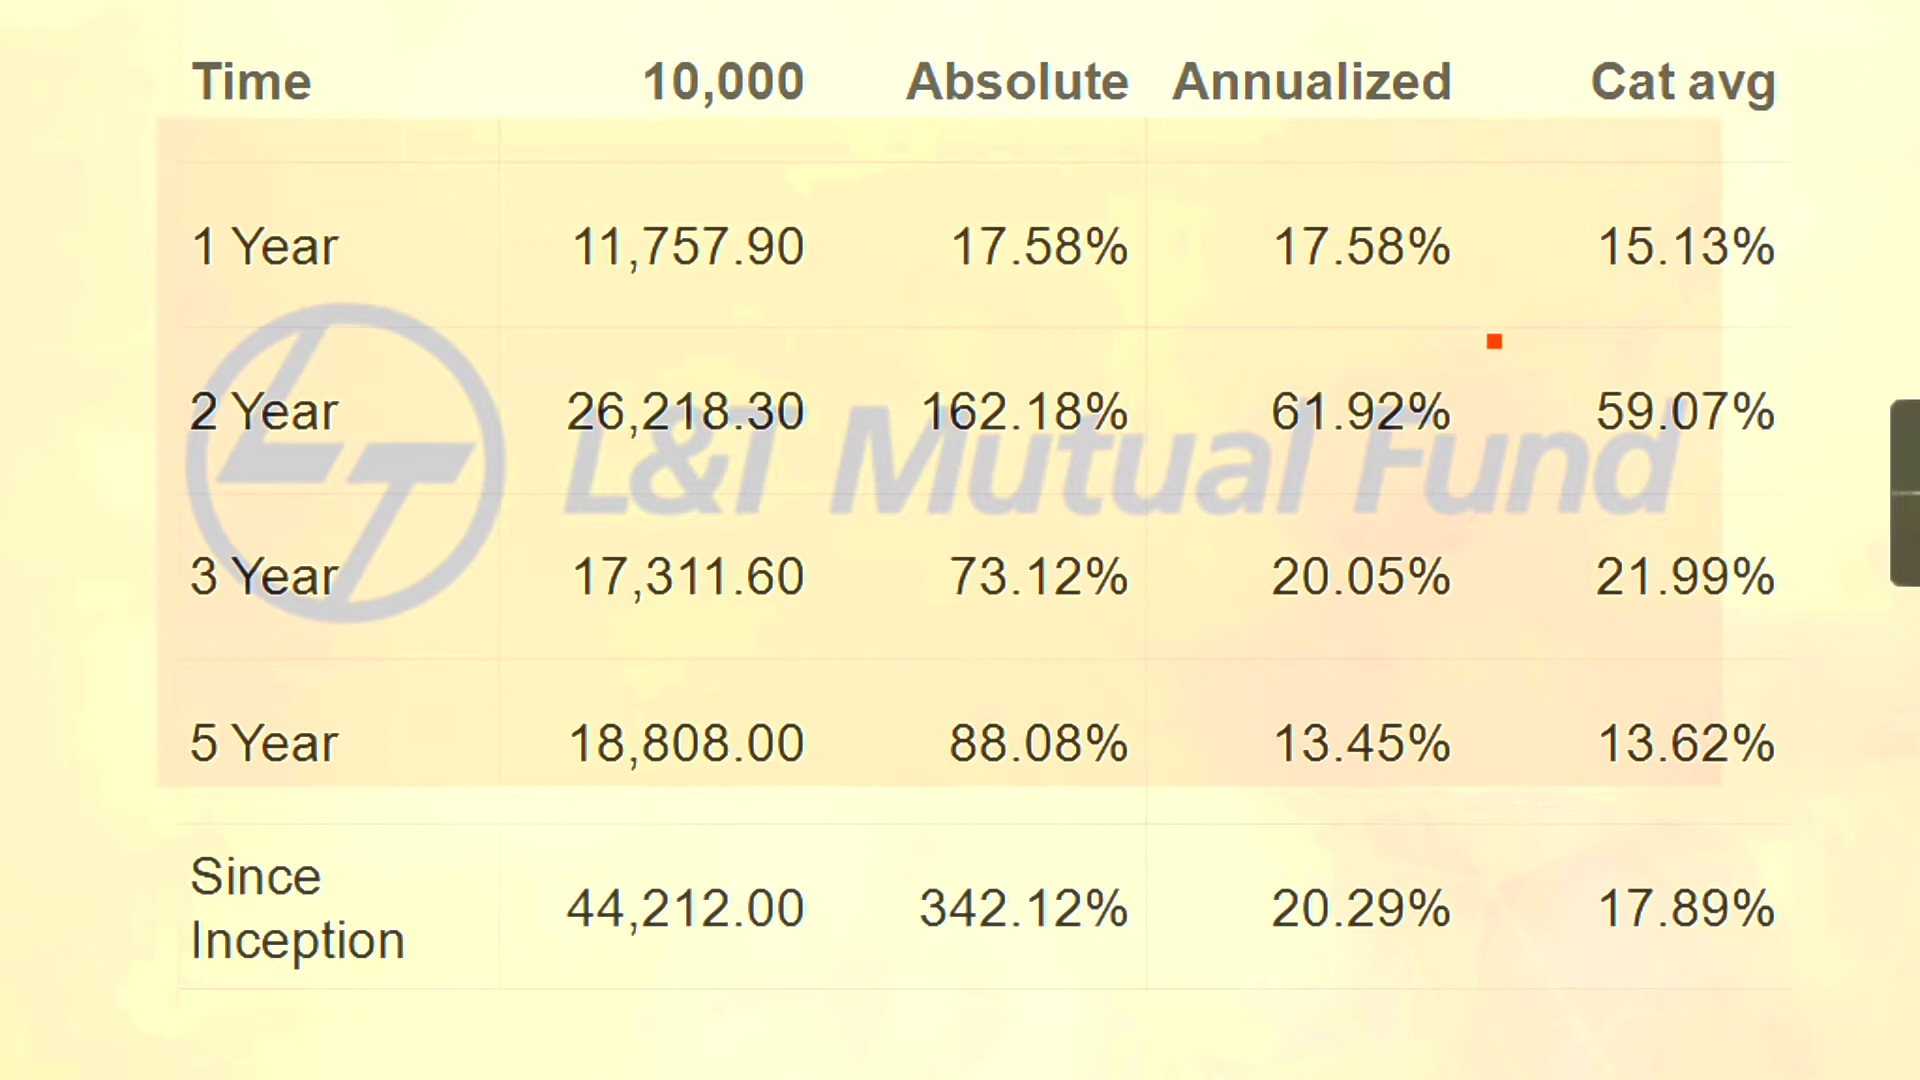 Time 10,000 Absolute Annualized Cat avg
1 Year 11,757.90 17.58% 17.58% 15.13%
2 Year 26,218.30 162.18% 61.92% 59.07%
LT L&T Mutual Fund
3 Year 17,311.60 73.12% 20.05% 21.99%
5 Year 18,808.00 88.08% 13.45% 13.62%
Since
Inception 44,212.00 342.12% 20.29% 17.89%